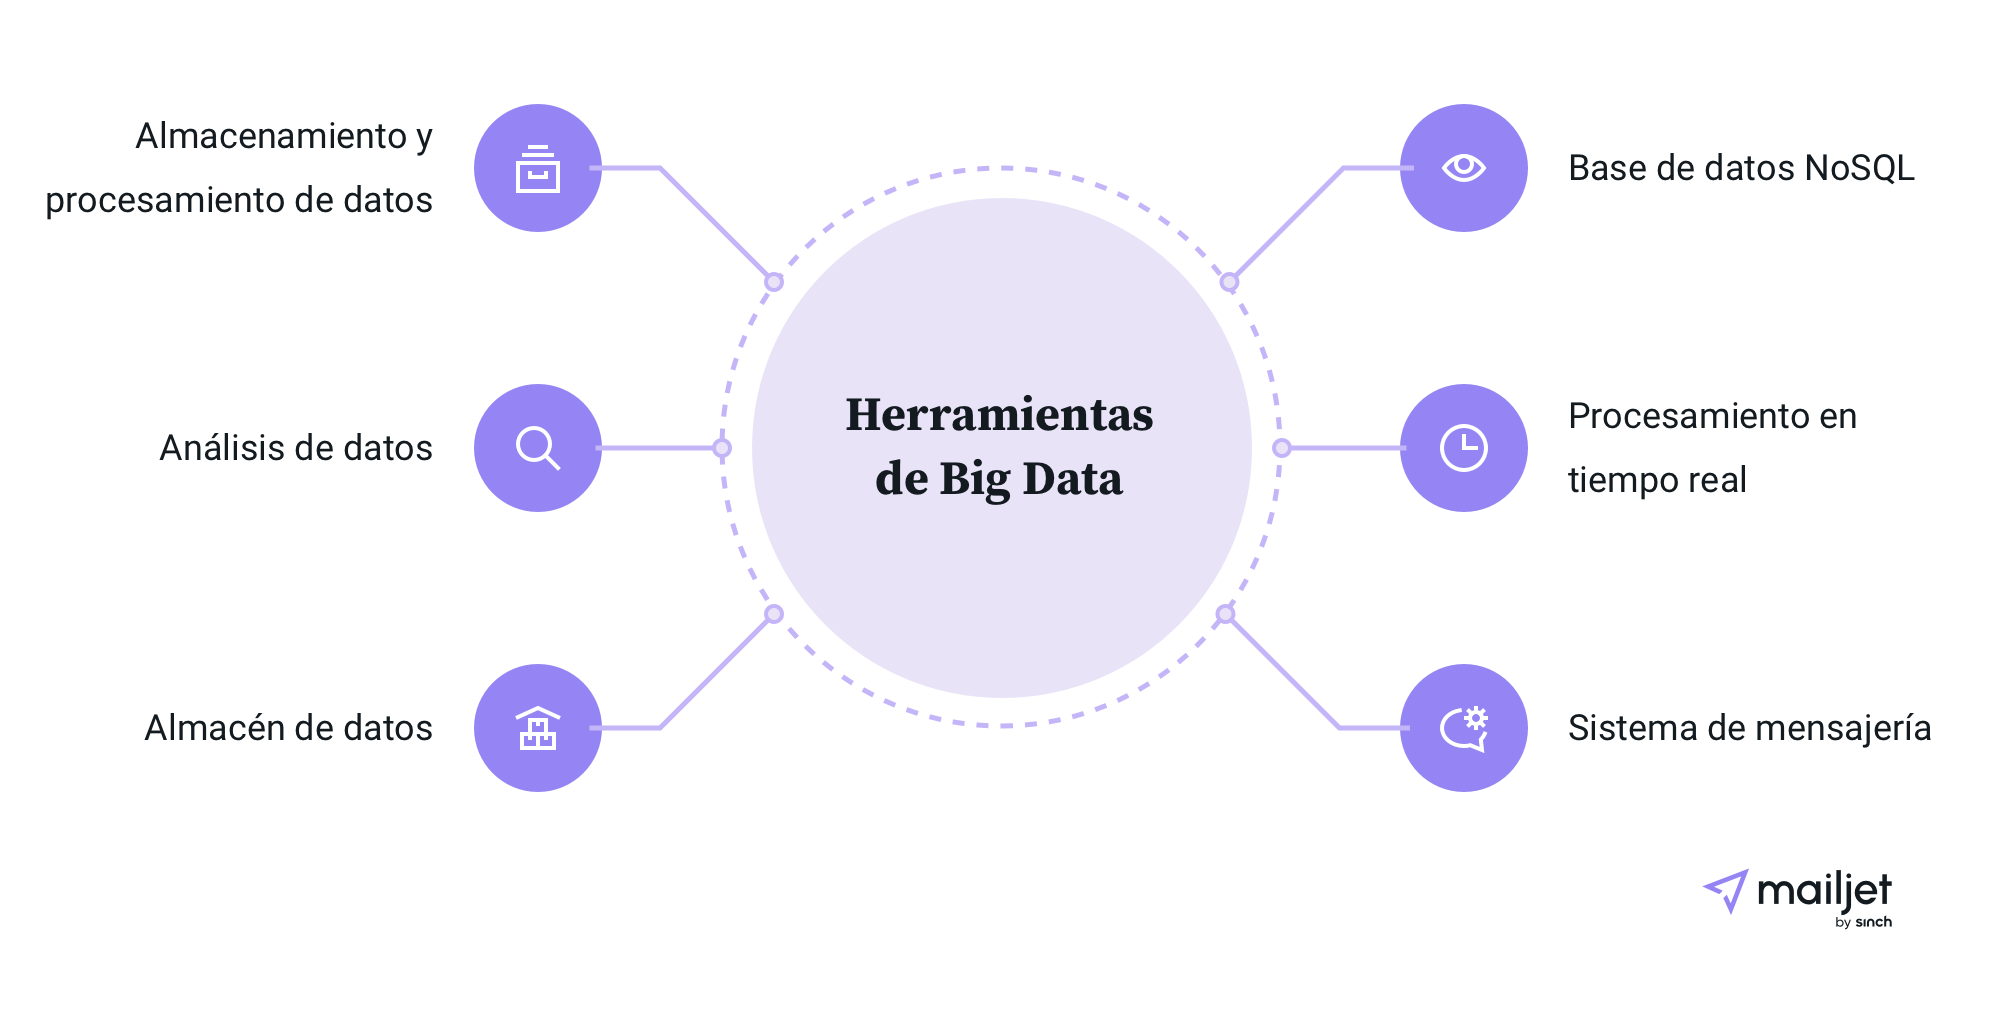 Almacenamiento y
procesamiento de datos
Análisis de datos
Almacén de datos
Herramientas
de Big Data
Base de datos NoSQL
Procesamiento en
tiempo real
Sistema de mensajería
mailjet
by sinch